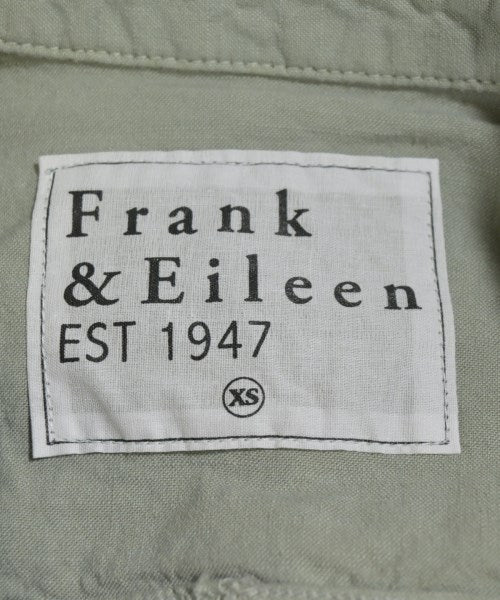 Frank
& Eileen
EST 1947
XS